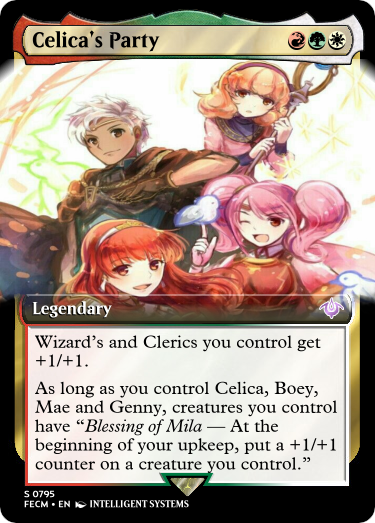 Celica's Party
Legendary
Wizard's and Clerics you control get
+1/+1.
As long as you control Celica, Boey,
Mae and Genny, creatures you control
have “Blessing of Mila — At the
beginning of your upkeep, put a +1/+1
counter on a creature you control.”
S 0795
FECM • EN INTELLIGENT SYSTEMS